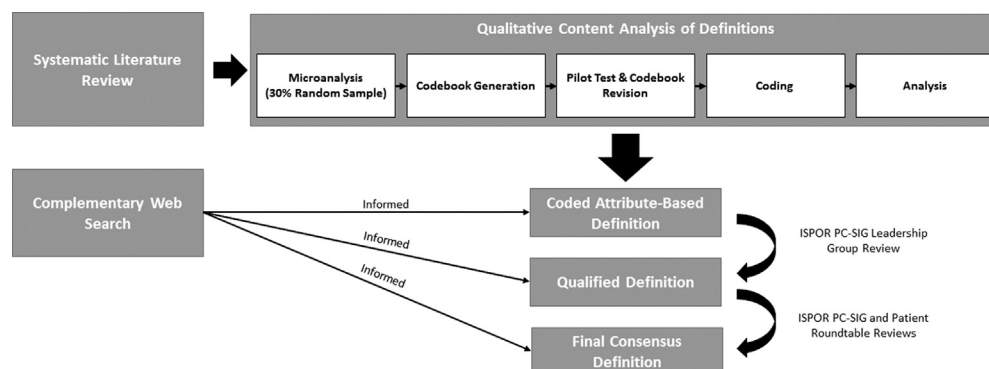 Systematic Literature
Review
Qualitative Content Analysis of Definitions
Microanalysis
(30% Random Sample)
Codebook Generation
Pilot Test & Codebook
Revision
Coding
Analysis
Complementary Web
Search
Informed
Informed
Informed
Coded Attribute-Based
Definition
ISPOR PC-SIG Leadership
Group Review
Qualified Definition
ISPOR PC-SIG and Patient
Roundtable Reviews
Final Consensus
Definition